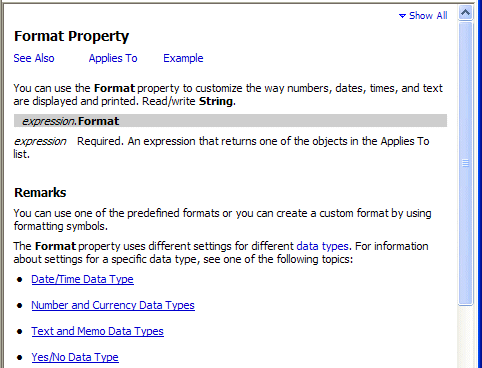 Show All
Format Property
See Also Applies To Example
You can use the Format property to customize the way numbers, dates, times, and text
are displayed and printed. Read/write String.
expression.Format
expression Required. An expression that returns one of the objects in the Applies To
list.
Remarks
You can use one of the predefined formats or you can create a custom format by using
formatting symbols.
The Format property uses different settings for different data types. For information
about settings for a specific data type, see one of the following topics:
• Date/Time Data Type
• Number and Currency Data Types
• Text and Memo Data Types
• Yes/No Data Type